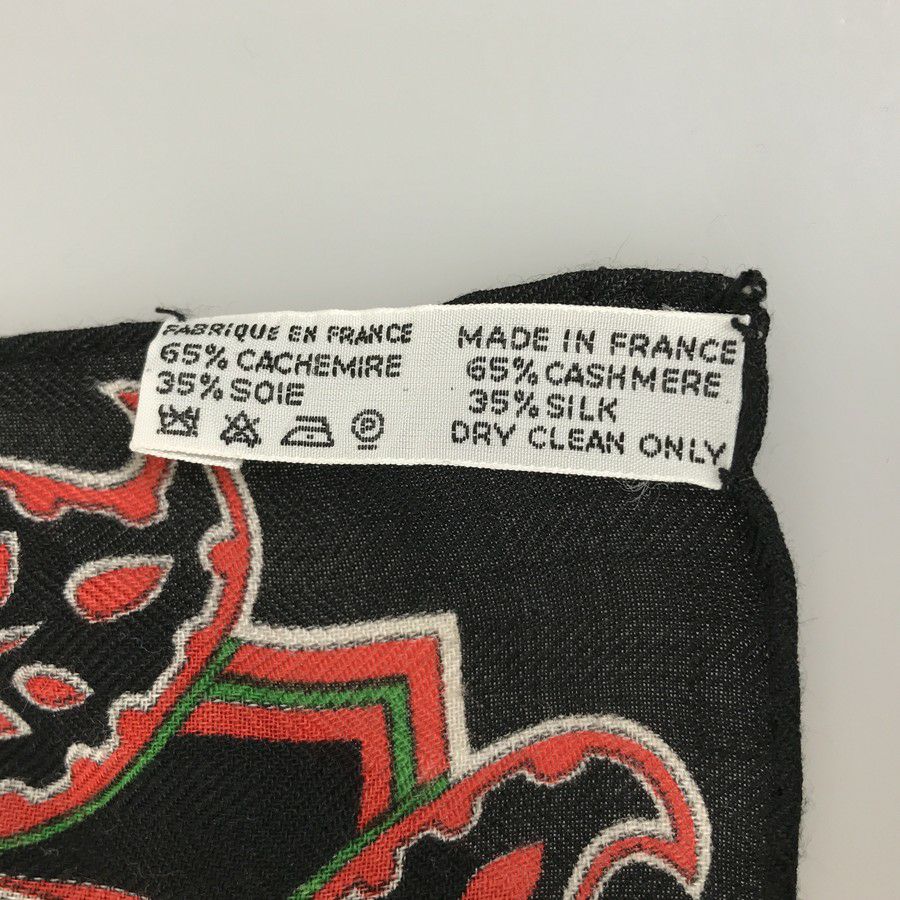 FABRIQUE EN FRANCE
65% CACHEMIRE
35% SOIE
P
MADE IN FRANCE
65% CASHMERE
35% SILK
DRY CLEAN ONLY